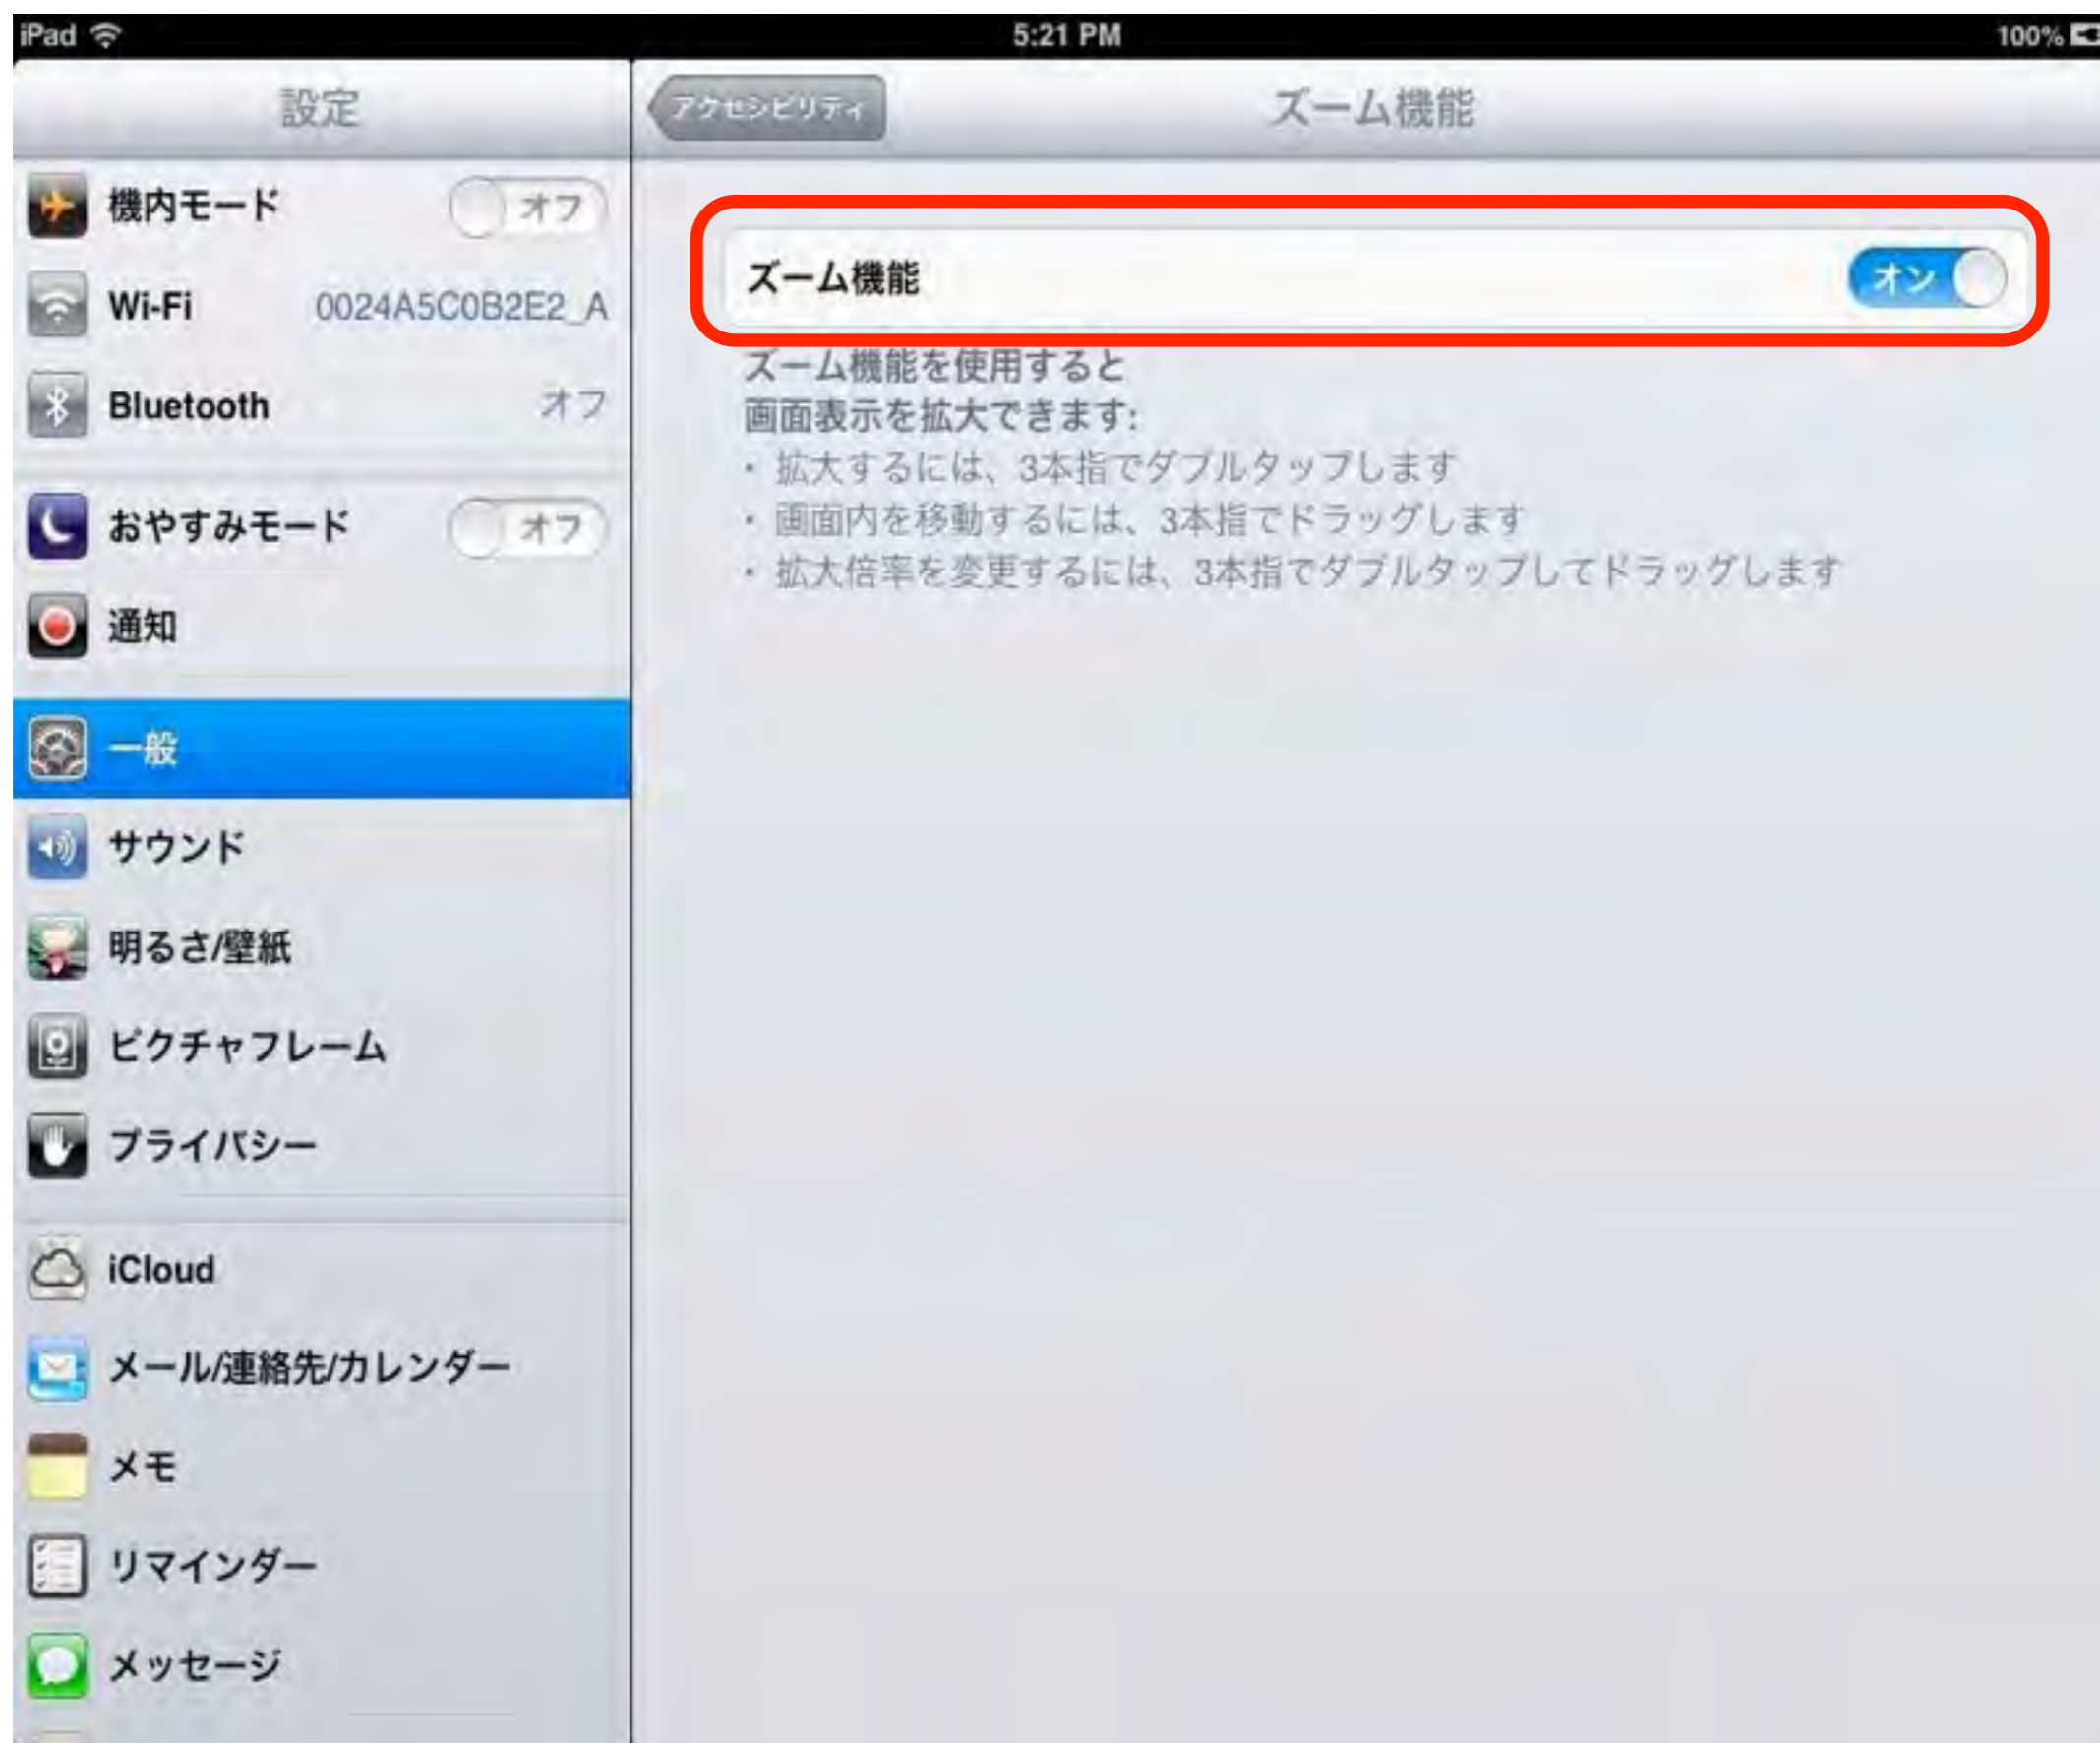 iPad 5:21 PM 100%
設定
機内モード オフ
Wi-Fi 0024A5C0B2E2_A
Bluetooth オフ
おやすみモード オフ
通知
一般
サウンド
明るさ/壁紙
ピクチャフレーム
プライバシー
iCloud
メール/連絡先/カレンダー
メモ
リマインダー
メッセージ
アクセシビリティ ズーム機能
ズーム機能 オン
ズーム機能を使用すると
画面表示を拡大できます:
・ 拡大するには、3本指でダブルタップします
・ 画面内を移動するには、3本指でドラッグします
・ 拡大倍率を変更するには、3本指でダブルタップしてドラッグします